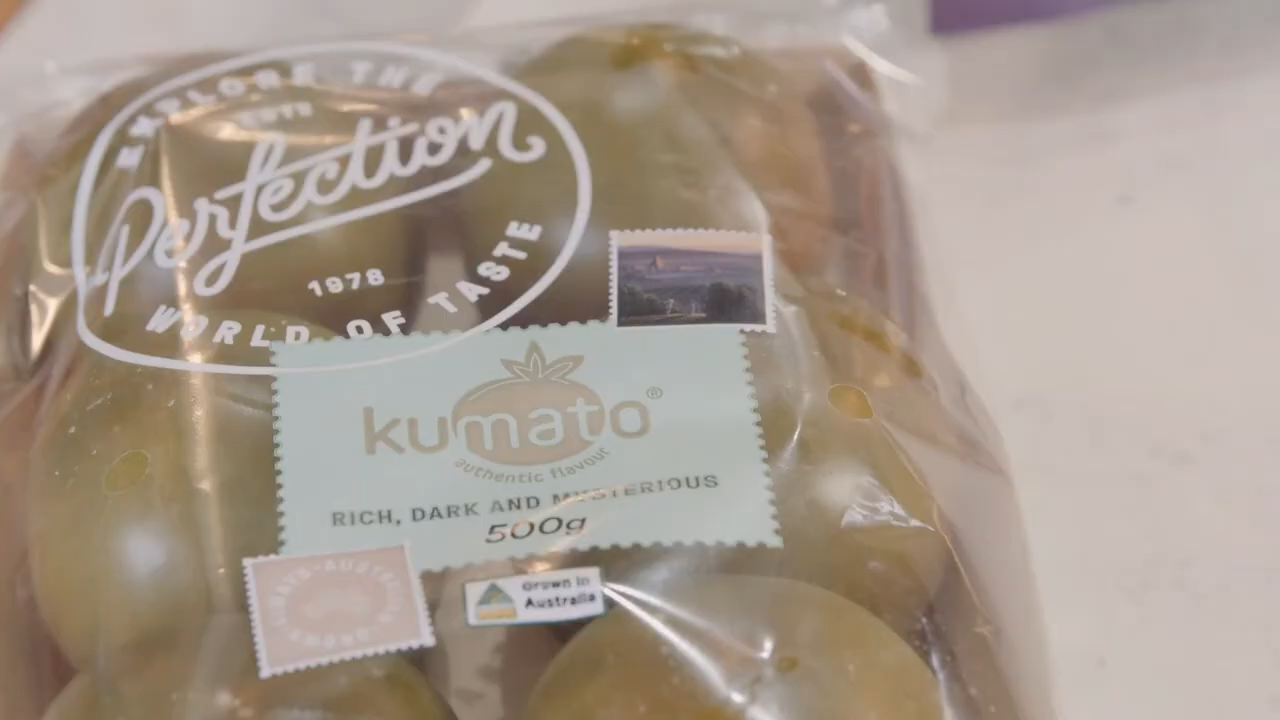 EXPLORE THE
Perfection
1978
WORLD OF TASTE
kumato®
authentic flavour
RICH, DARK AND MYSTERIOUS
500g
Grown in
Australia